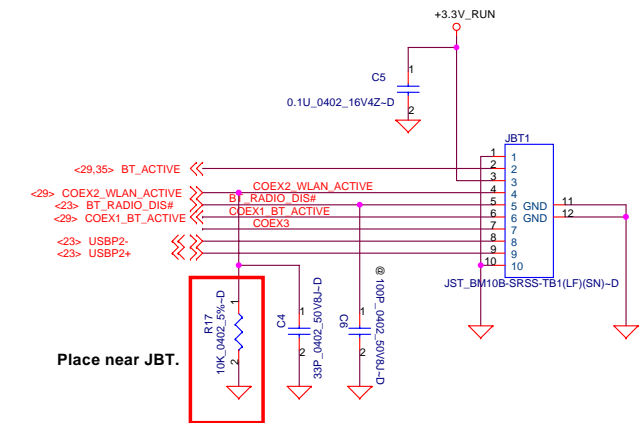 +3.3V_RUN
1
C5
0.1U_0402_16V4Z~D
2
JBT1
1 1
<29,35> BT_ACTIVE 2 2
3 3
<29> COEX2_WLAN_ACTIVE COEX2_WLAN_ACTIVE 4 4
<23> BT_RADIO_DIS# BT_RADIO_DIS# 5 5 GND 11
<29> COEX1_BT_ACTIVE COEX1_BT_ACTIVE 6 6 GND 12
COEX3 7 7
<23> USBP2- 8 8
<23> USBP2+ 9 9
10 10
JST_BM10B-SRSS-TB1(LF)(SN)~D
1
R17
10K_0402_5%~D
2
1
C4
33P_0402_50V8J~D
2
1
C6
@ 100P_0402_50V8J~D
2
Place near JBT.